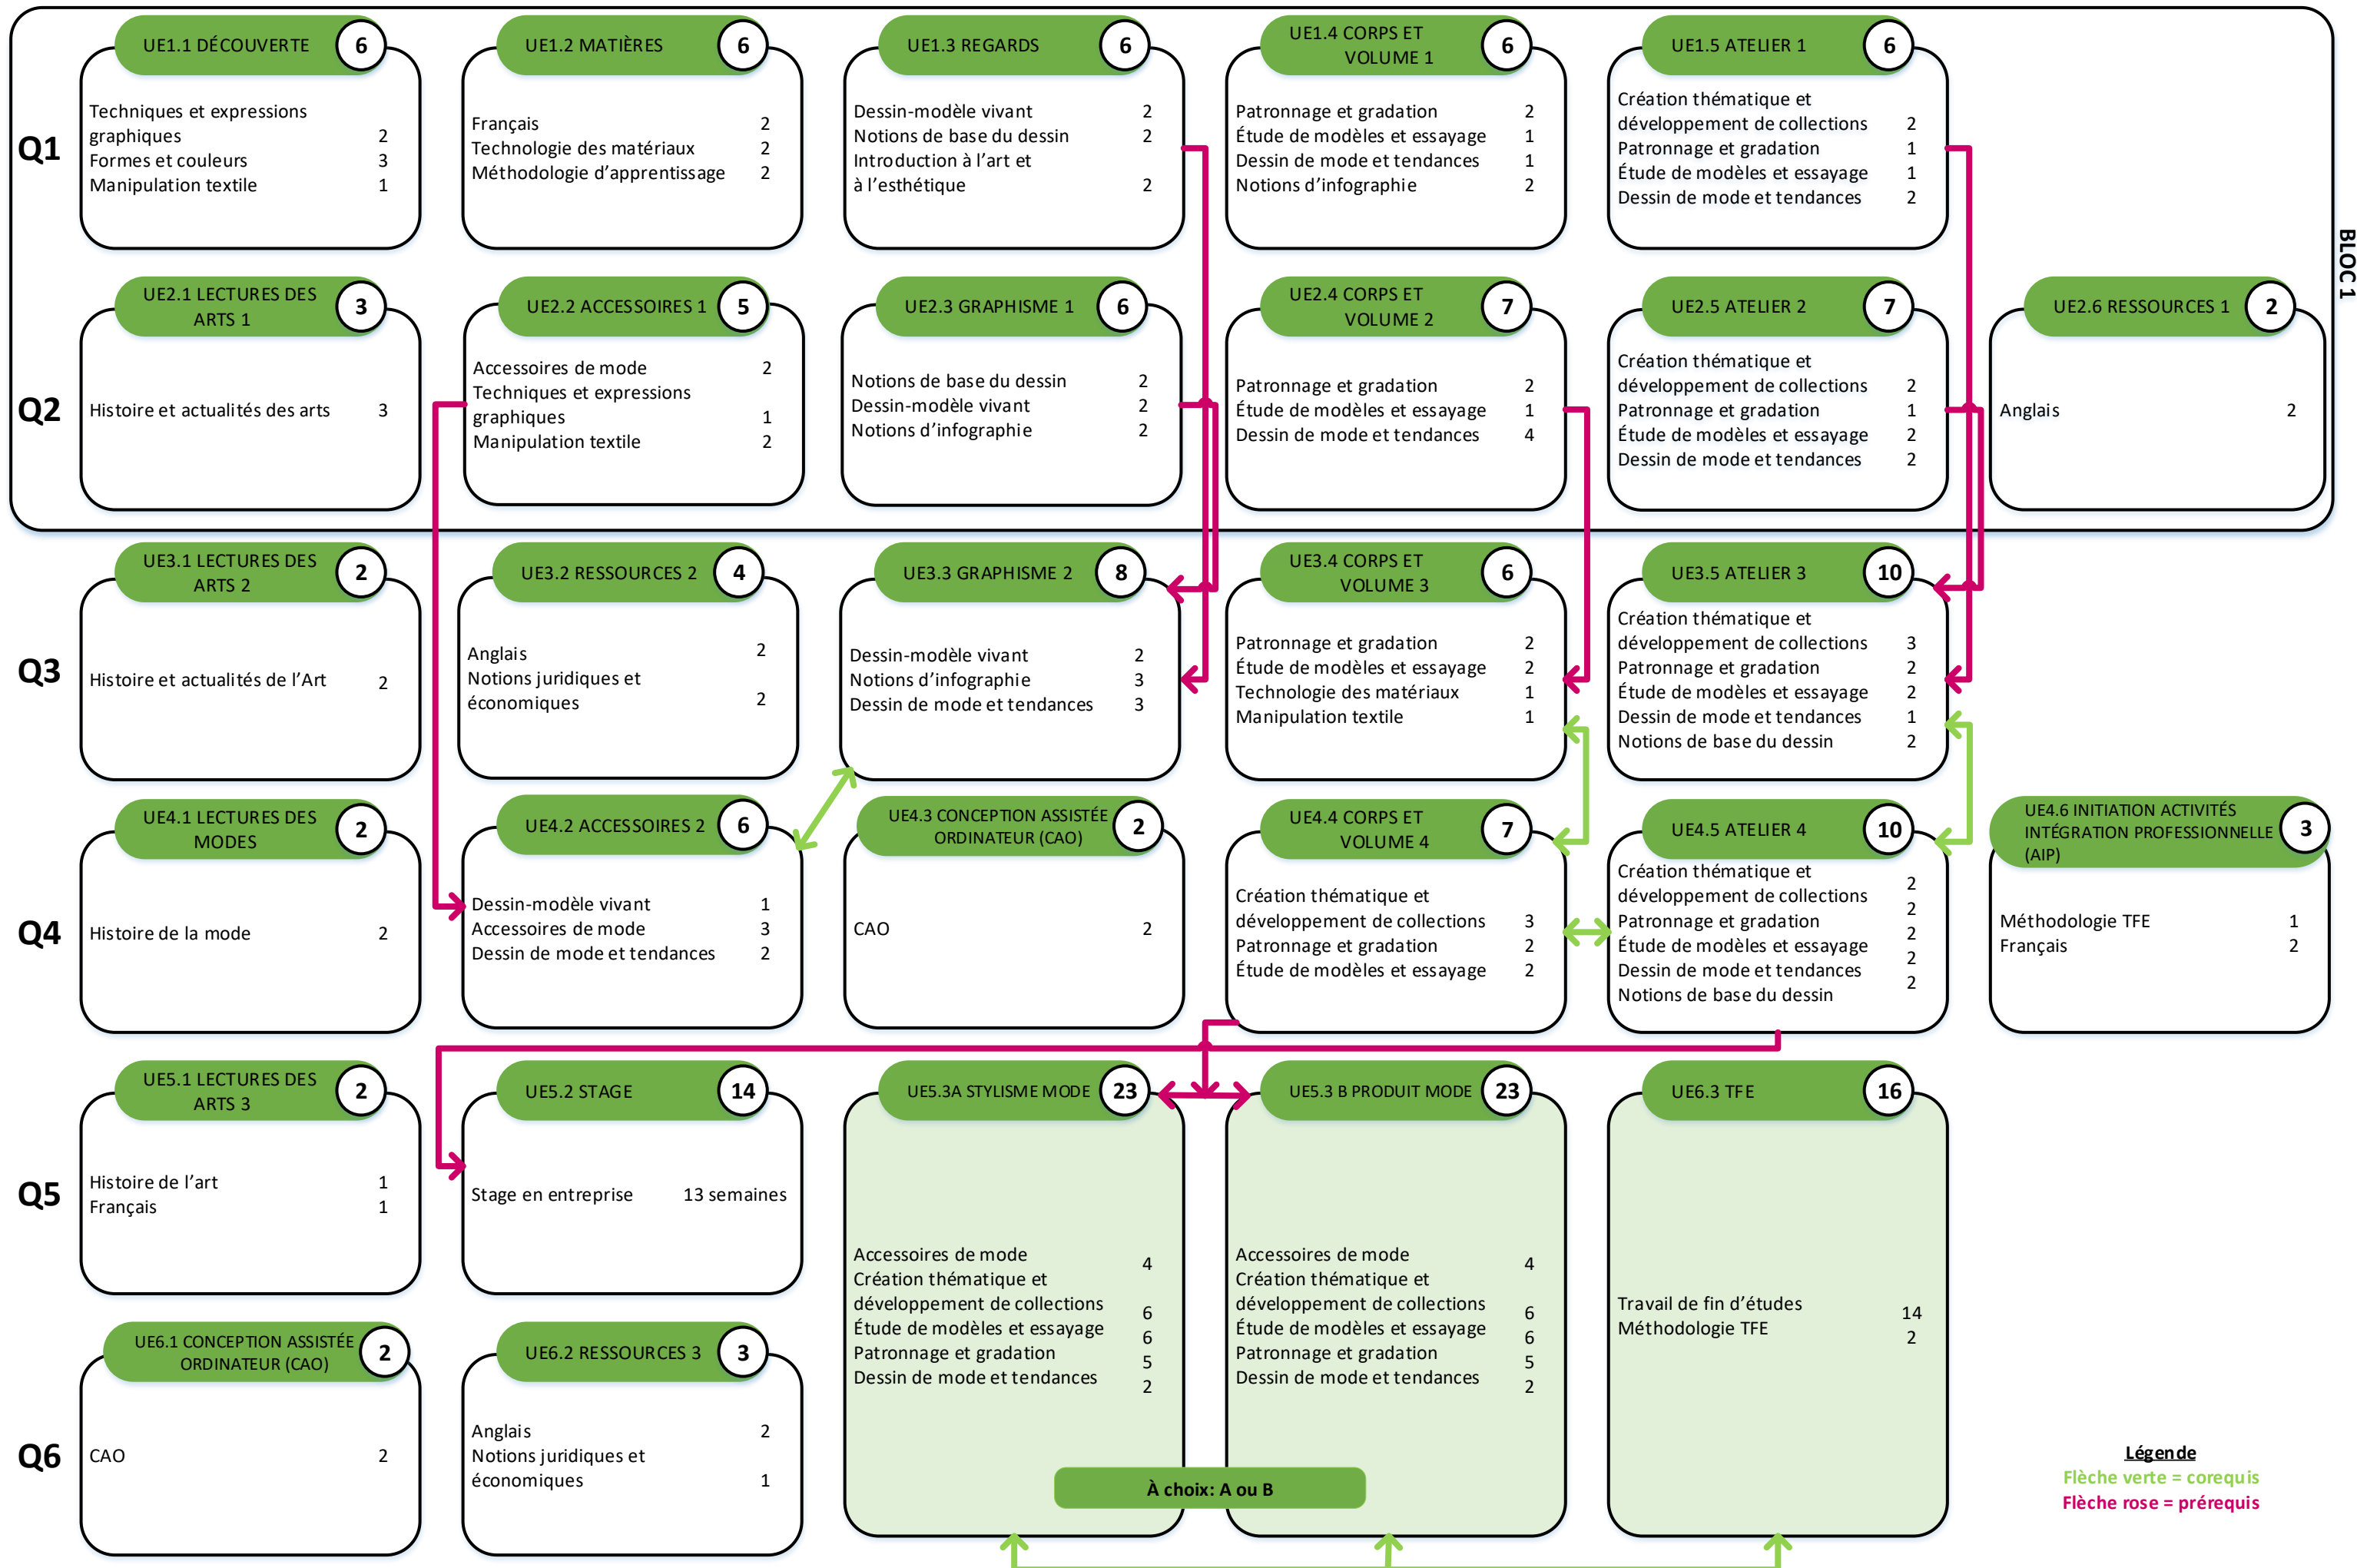 UE1.1 DÉCOUVERTE 6
Techniques et expressions
graphiques 2
Formes et couleurs 3
Manipulation textile 1
UE1.2 MATIÈRES 6
Français 2
Technologie des matériaux 2
Méthodologie d'apprentissage 2
UE1.3 REGARDS 6
Dessin-modèle vivant 2
Notions de base du dessin 2
Introduction à l'art et
à l'esthétique 2
UE1.4 CORPS ET
VOLUME 1 6
Patronnage et gradation 2
Étude de modèles et essayage 1
Dessin de mode et tendances 1
Notions d'infographie 2
UE1.5 ATELIER 1 6
Création thématique et
développement de collections 2
Patronnage et gradation 1
Étude de modèles et essayage 1
Dessin de mode et tendances 2
Q1
BLOC 1
UE2.1 LECTURES DES
ARTS 1 3
Histoire et actualités des arts 3
UE2.2 ACCESSOIRES 1 5
Accessoires de mode 2
Techniques et expressions
graphiques 1
Manipulation textile 2
UE2.3 GRAPHISME 1 6
Notions de base du dessin 2
Dessin-modèle vivant 2
Notions d'infographie 2
UE2.4 CORPS ET
VOLUME 2 7
Patronnage et gradation 2
Étude de modèles et essayage 1
Dessin de mode et tendances 4
UE2.5 ATELIER 2 7
Création thématique et
développement de collections 2
Patronnage et gradation 1
Étude de modèles et essayage 2
Dessin de mode et tendances 2
UE2.6 RESSOURCES 1 2
Anglais 2
Q2
UE3.1 LECTURES DES
ARTS 2 2
Histoire et actualités de l'Art 2
UE3.2 RESSOURCES 2 4
Anglais 2
Notions juridiques et
économiques 2
UE3.3 GRAPHISME 2 8
Dessin-modèle vivant 2
Notions d'infographie 3
Dessin de mode et tendances 3
UE3.4 CORPS ET
VOLUME 3 6
Patronnage et gradation 2
Étude de modèles et essayage 2
Technologie des matériaux 1
Manipulation textile 1
UE3.5 ATELIER 3 10
Création thématique et
développement de collections 3
Patronnage et gradation 2
Étude de modèles et essayage 2
Dessin de mode et tendances 1
Notions de base du dessin 2
Q3
UE4.1 LECTURES DES
MODES 2
Histoire de la mode 2
UE4.2 ACCESSOIRES 2 6
Dessin-modèle vivant 1
Accessoires de mode 3
Dessin de mode et tendances 2
UE4.3 CONCEPTION ASSISTÉE
ORDINATEUR (CAO) 2
CAO 2
UE4.4 CORPS ET
VOLUME 4 7
Création thématique et
développement de collections 3
Patronnage et gradation 2
Étude de modèles et essayage 2
UE4.5 ATELIER 4 10
Création thématique et
développement de collections 2
Patronnage et gradation 2
Étude de modèles et essayage 2
Dessin de mode et tendances 2
Notions de base du dessin 2
UE4.6 INITIATION ACTIVITÉS
INTÉGRATION PROFESSIONNELLE 3
(AIP)
Méthodologie TFE 1
Français 2
Q4
UE5.1 LECTURES DES
ARTS 3 2
Histoire de l'art 1
Français 1
UE5.2 STAGE 14
Stage en entreprise 13 semaines
Q5
UE5.3A STYLISME MODE 23
Accessoires de mode 4
Création thématique et
développement de collections 6
Étude de modèles et essayage 6
Patronnage et gradation 5
Dessin de mode et tendances 2
UE5.3 B PRODUIT MODE 23
Accessoires de mode 4
Création thématique et
développement de collections 6
Étude de modèles et essayage 6
Patronnage et gradation 5
Dessin de mode et tendances 2
UE6.3 TFE 16
Travail de fin d'études 14
Méthodologie TFE 2
UE6.1 CONCEPTION ASSISTÉE
ORDINATEUR (CAO) 2
CAO 2
UE6.2 RESSOURCES 3 3
Anglais 2
Notions juridiques et
économiques 1
Q6
À choix: A ou B
Légende
Flèche verte = corequis
Flèche rose = prérequis